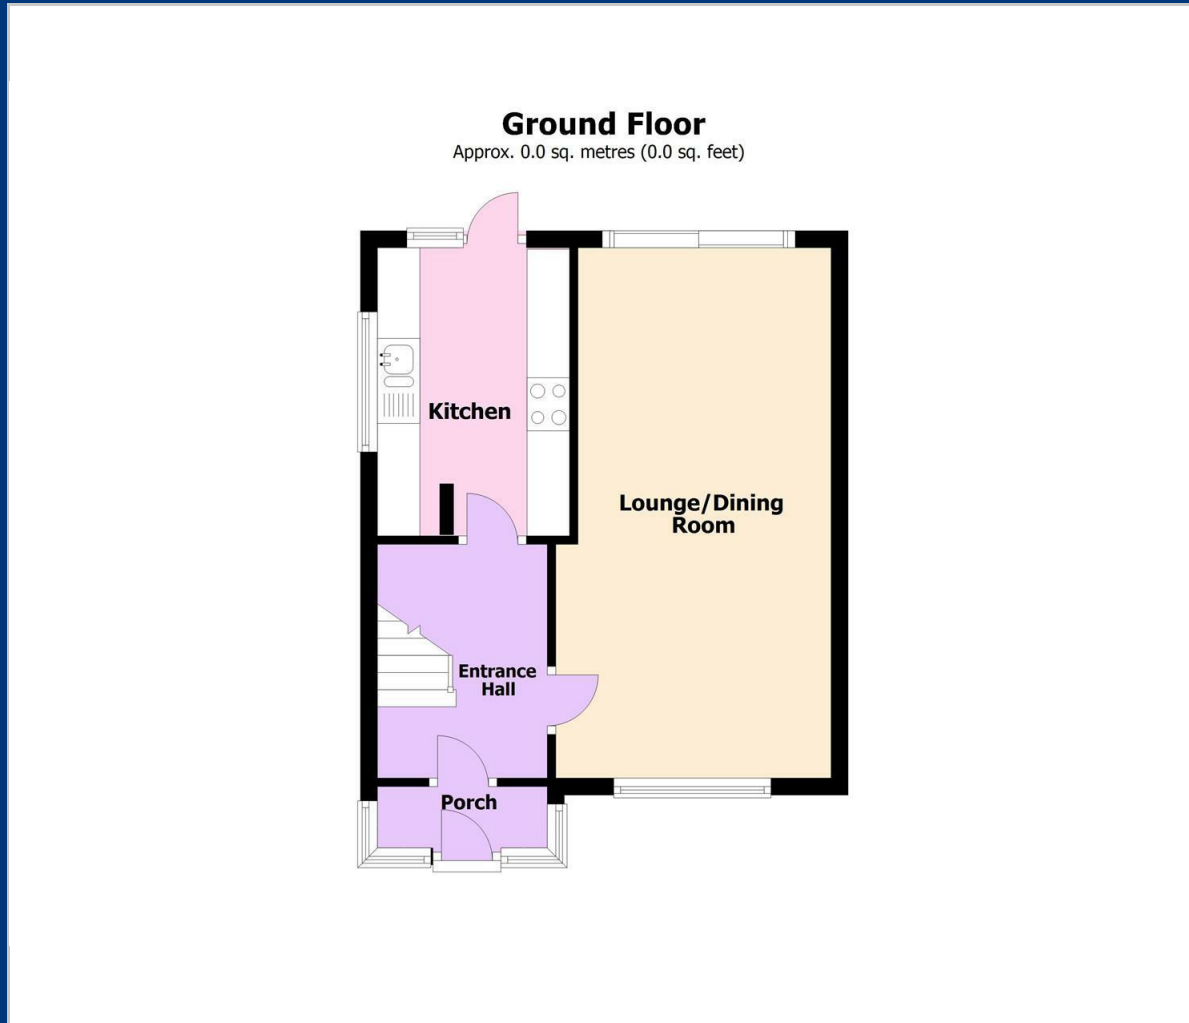 Ground Floor
Approx. 0.0 sq. metres (0.0 sq. feet)
Kitchen
Lounge/Dining
Room
Entrance
Hall
Porch